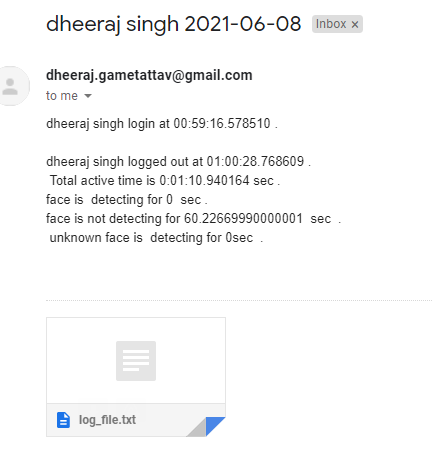 dheeraj singh 2021-06-08 Inbox ×
dheeraj.gametattav@gmail.com
to me
dheeraj singh login at 00:59:16.578510 .
dheeraj singh logged out at 01:00:28.768609 .
Total active time is 0:01:10.940164 sec .
face is detecting for 0 sec .
face is not detecting for 60.22669990000001 sec .
unknown face is detecting for 0sec .
log_file.txt